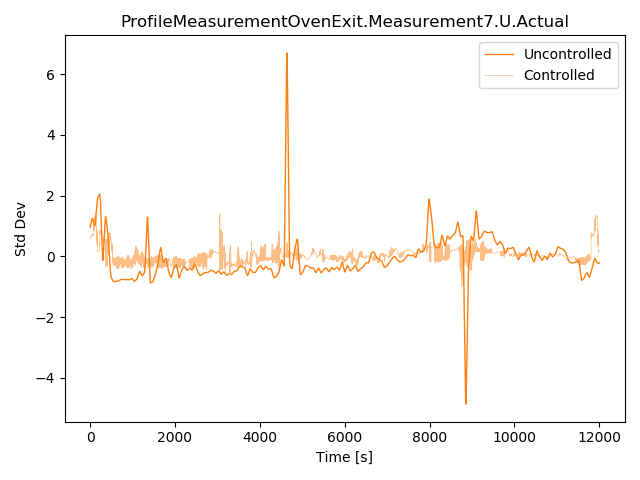 ProfileMeasurementOvenExit.Measurement7.U.Actual
Uncontrolled
Controlled
Std Dev
6
4
2
0
−2
−4
0 2000 4000 6000 8000 10000 12000
Time [s]